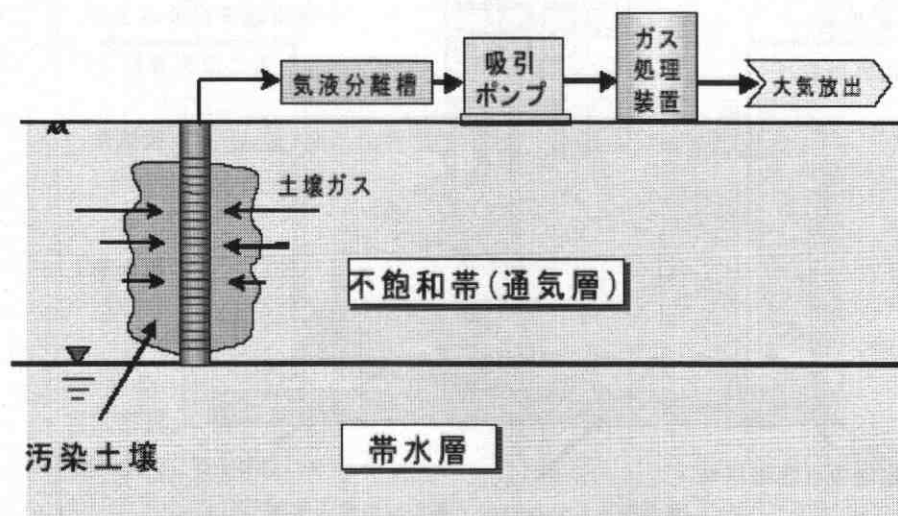 気液分離槽
吸引
ポンプ
ガス
処理
装置
大気放出
土壌ガス
不飽和帯(通気層)
汚染土壌
帯水層